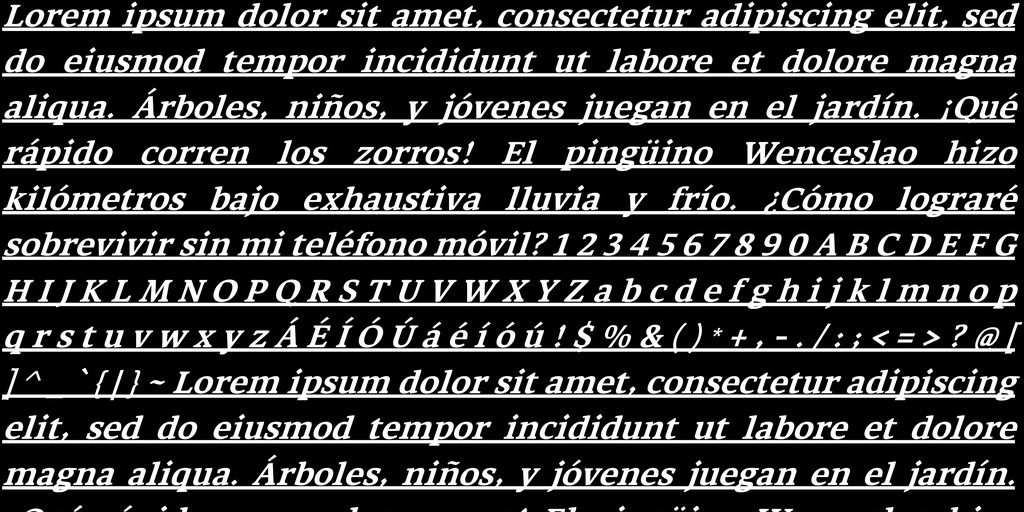 Lorem ipsum dolor sit amet, consectetur adipiscing elit, sed
do eiusmod tempor incididunt ut labore et dolore magna
aliqua. Árboles, niños, y jóvenes juegan en el jardín. ¡Qué
rápido corren los zorros! El pingüino Wenceslao hizo
kilómetros bajo exhaustiva lluvia y frío. ¿Cómo lograré
sobrevivir sin mi teléfono móvil? 1 2 3 4 5 6 7 8 9 0 A B C D E F G
H I J K L M N O P Q R S T U V W X Y Z a b c d e f g h i j k l m n o p
q r s t u v w x y z Á É Í Ó Ú á é í ó ú ! $ % & ( ) * + , - . / : ; < = > ? @ [
] ^ _ ` { | } ~ Lorem ipsum dolor sit amet, consectetur adipiscing
elit, sed do eiusmod tempor incididunt ut labore et dolore
magna aliqua. Árboles, niños, y jóvenes juegan en el jardín.